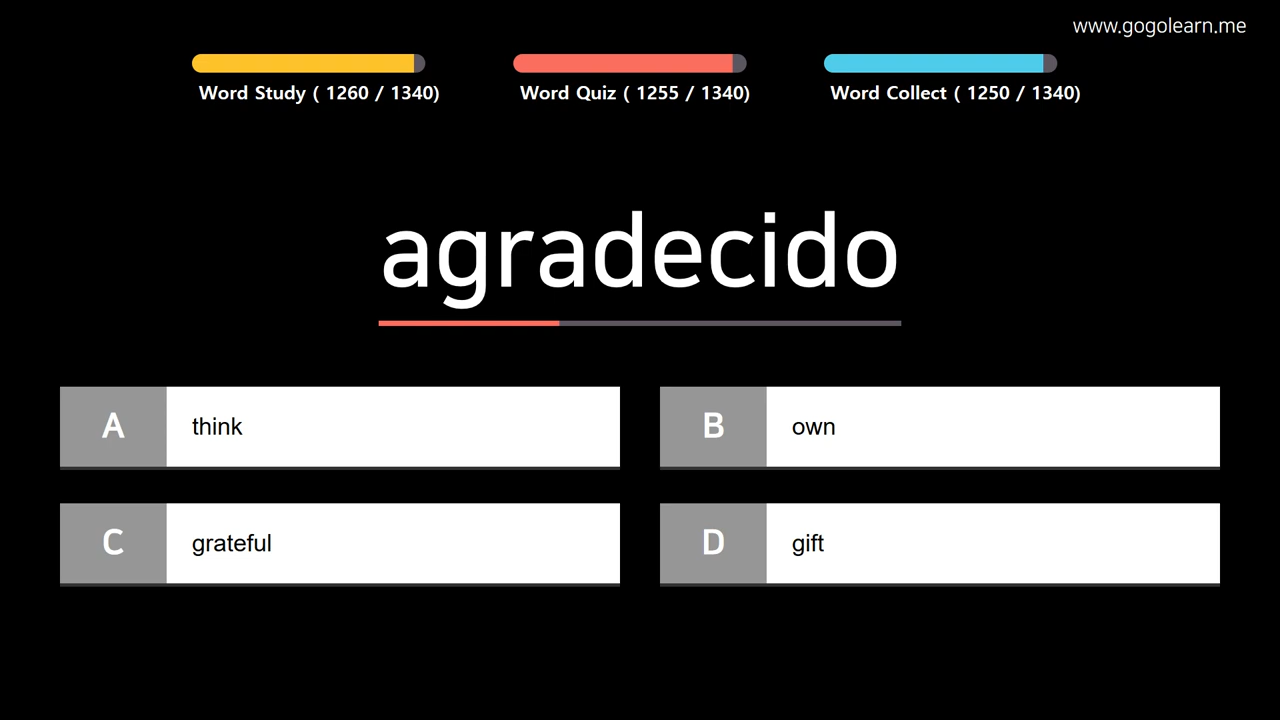 www.gogolearn.me
Word Study ( 1260 / 1340)
Word Quiz ( 1255 / 1340)
Word Collect ( 1250 / 1340)
agradecido
A think
B own
C grateful
D gift